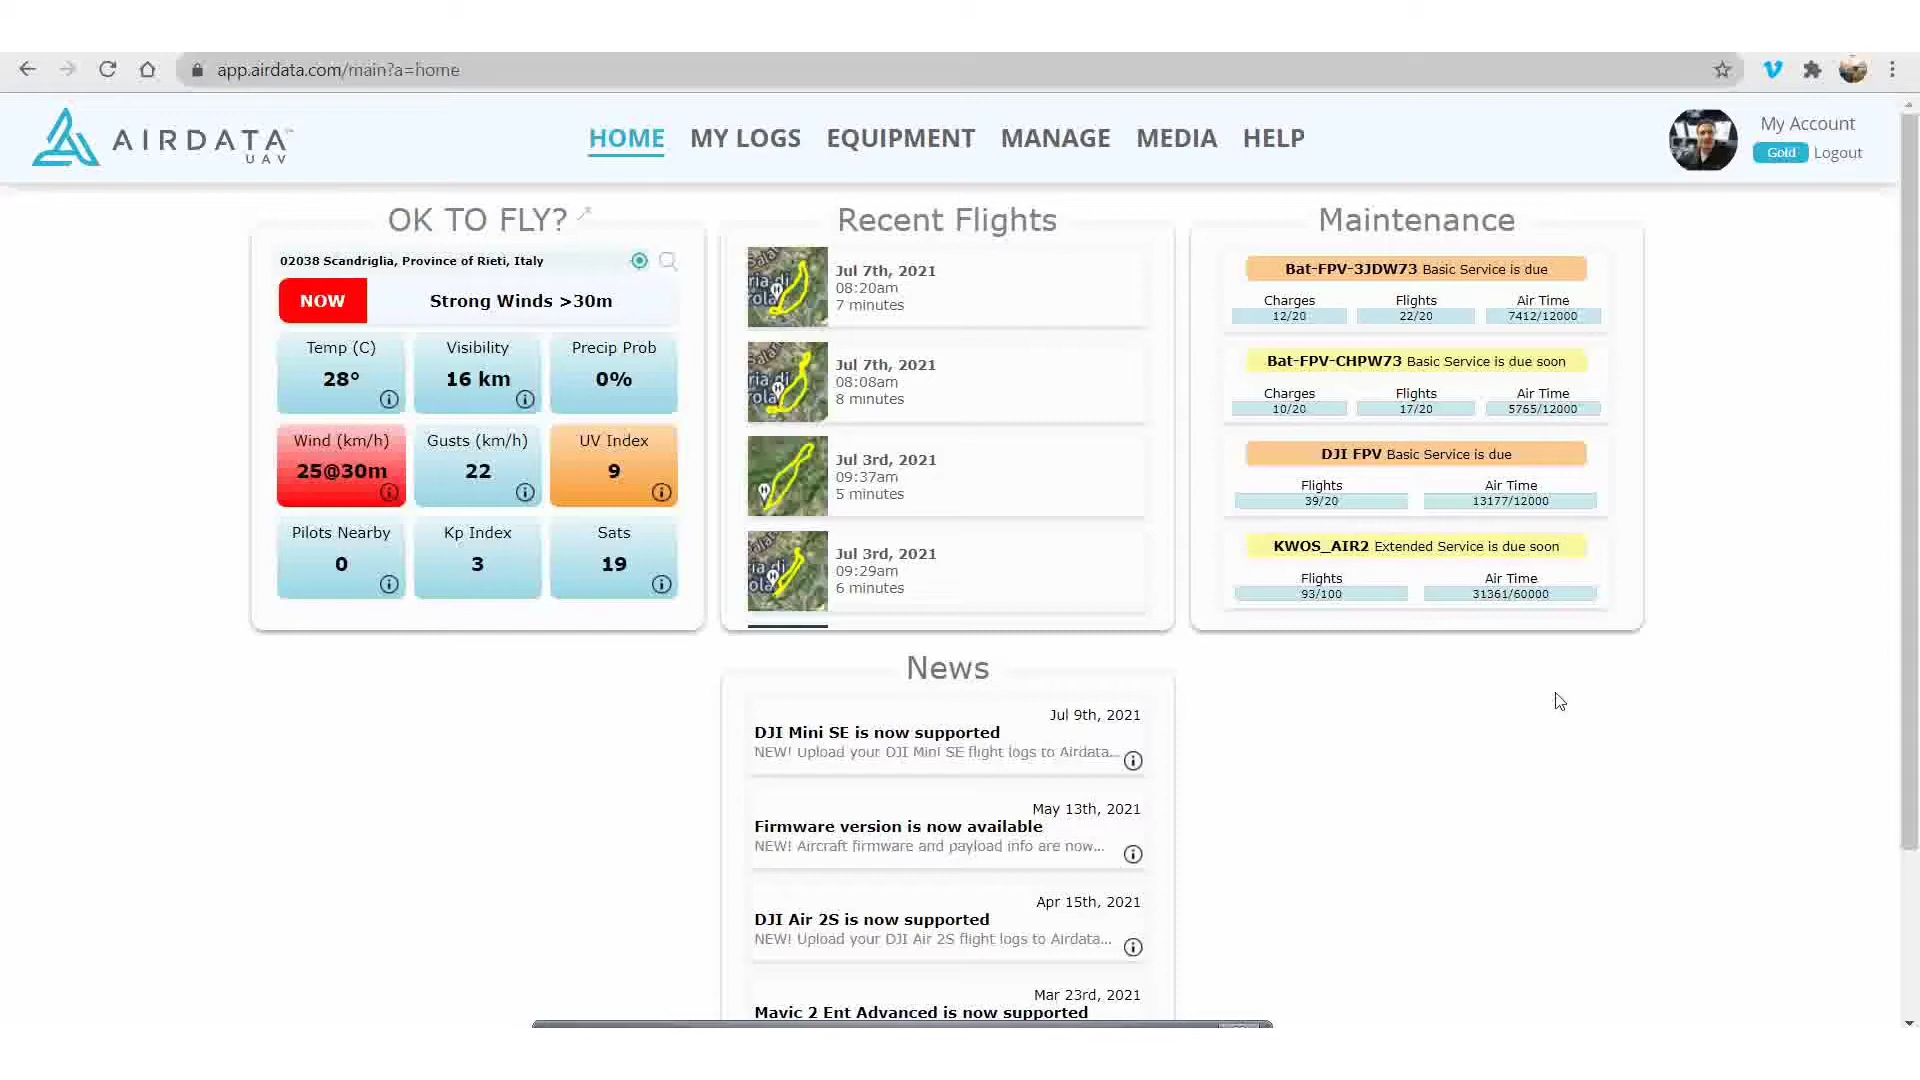 app.airdata.com/main?a=home
AIRDATA
UAV
HOME
MY LOGS
EQUIPMENT
MANAGE
MEDIA
HELP
My Account
Gold
Logout
OK TO FLY?
02038 Scandriglia, Province of Rieti, Italy
NOW
Strong Winds >30m
Temp (C)
28°
Visibility
16 km
Precip Prob
0%
Wind (km/h)
25@30m
Gusts (km/h)
22
UV Index
9
Pilots Nearby
0
Kp Index
3
Sats
19
Recent Flights
Jul 7th, 2021
08:20am
7 minutes
Jul 7th, 2021
08:08am
8 minutes
Jul 3rd, 2021
09:37am
5 minutes
Jul 3rd, 2021
09:29am
6 minutes
Maintenance
Bat-FPV-3JDW73 Basic Service is due
Charges
12/20
Flights
22/20
Air Time
7412/12000
Bat-FPV-CHPW73 Basic Service is due soon
Charges
10/20
Flights
17/20
Air Time
5765/12000
DJI FPV Basic Service is due
Flights
39/20
Air Time
13177/12000
KWOS_AIR2 Extended Service is due soon
Flights
93/100
Air Time
31361/60000
News
Jul 9th, 2021
DJI Mini SE is now supported
NEW! Upload your DJI Mini SE flight logs to Airdata...
May 13th, 2021
Firmware version is now available
NEW! Aircraft firmware and payload info are now...
Apr 15th, 2021
DJI Air 2S is now supported
NEW! Upload your DJI Air 2S flight logs to Airdata...
Mar 23rd, 2021
Mavic 2 Ent Advanced is now supported